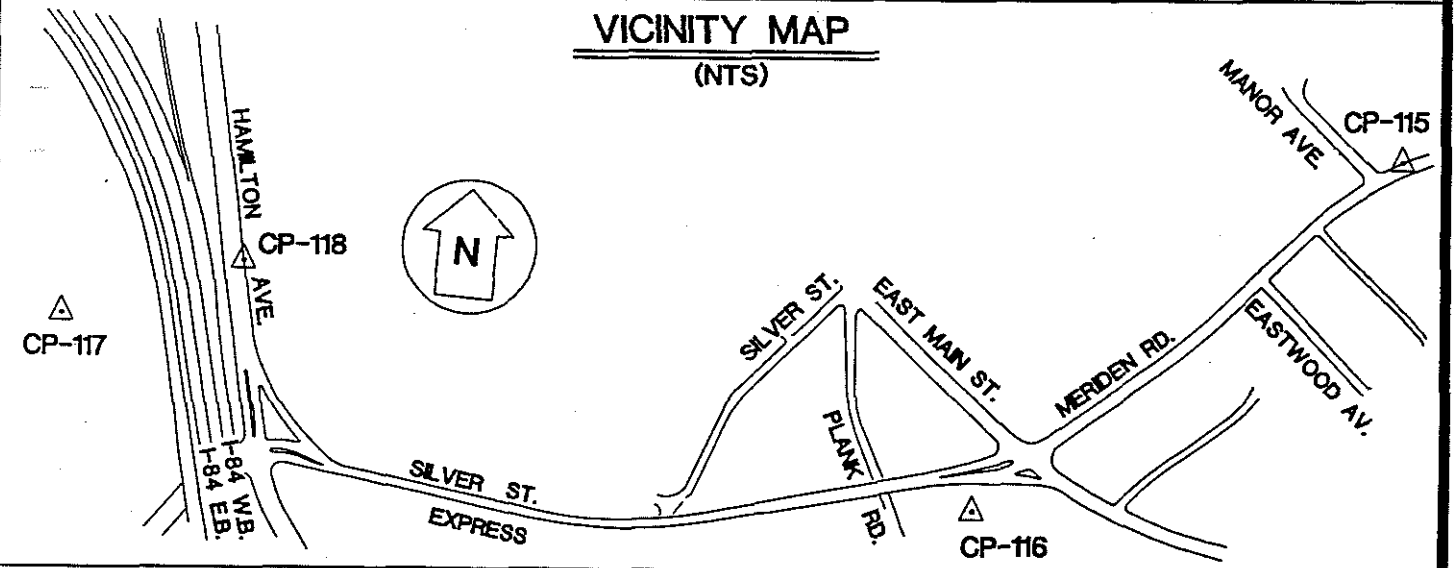 VICINITY MAP
(NTS)
HAMILTON
AVE.
CP-118
CP-117
N
MANOR AVE.
CP-115
SILVER ST.
EAST MAIN ST.
MERIDEN RD.
EASTWOOD AV.
PLANK
RD.
I-84 W.B.
I-84 E.B.
SILVER ST.
EXPRESS
CP-116